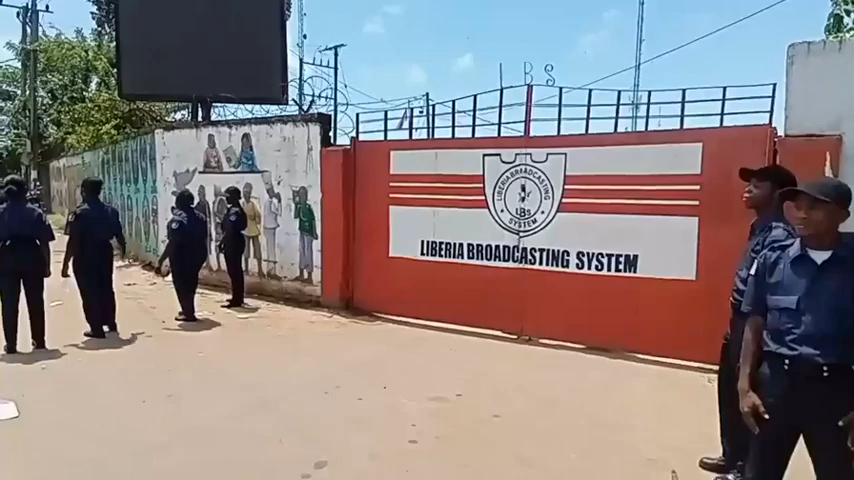 B S
LIBERIA BROADCASTING
LBS
SYSTEM
LIBERIA BROADCASTING SYSTEM